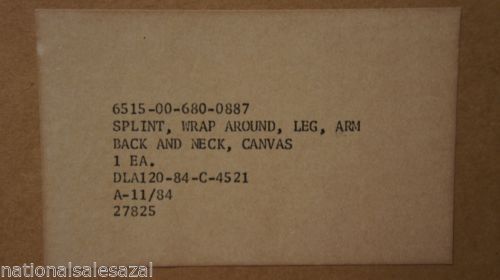 6515-00-680-0887
SPLINT, WRAP AROUND, LEG, ARM
BACK AND NECK, CANVAS
1 EA.
DLA120-84-C-4521
A-11/84
27825
nationalsalesazal